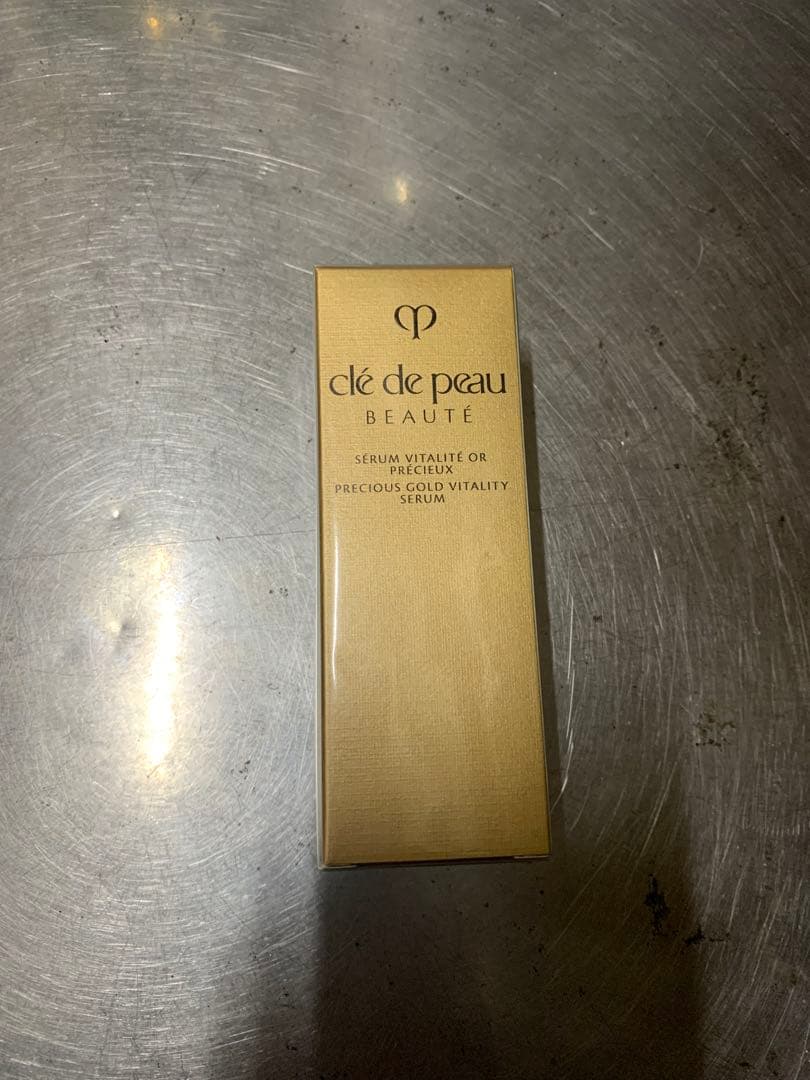 clé de peau
BEAUTÉ
SÉRUM VITALITÉ OR
PRÉCIEUX
PRECIOUS GOLD VITALITY
SERUM